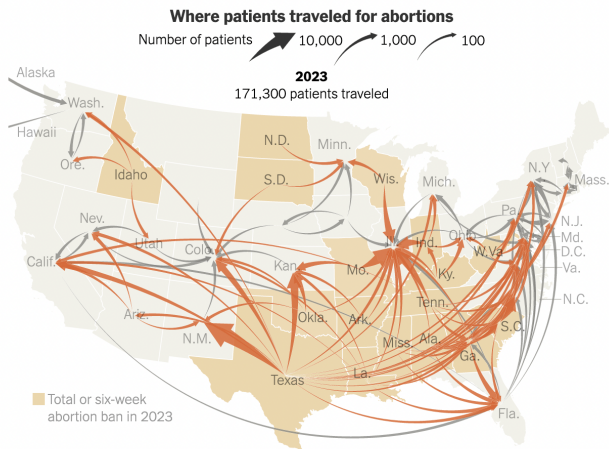 Where patients traveled for abortions
Number of patients 10,000 1,000 100
2023
171,300 patients traveled
Alaska
Wash.
Hawaii
Ore.
Idaho
N.D.
S.D.
Minn.
Wis.
Mich.
N.Y
Mass.
Nev.
Utah
Colo.
Calif.
Kan.
Mo.
Ind.
Ohio
Pa.
N.J.
Md.
D.C.
W.Va
Va.
Ky.
N.C.
Ariz.
N.M.
Okla.
Ark.
Tenn.
S.C.
Miss.
Ala.
Ga.
Texas
La.
Fla.
Total or six-week
abortion ban in 2023